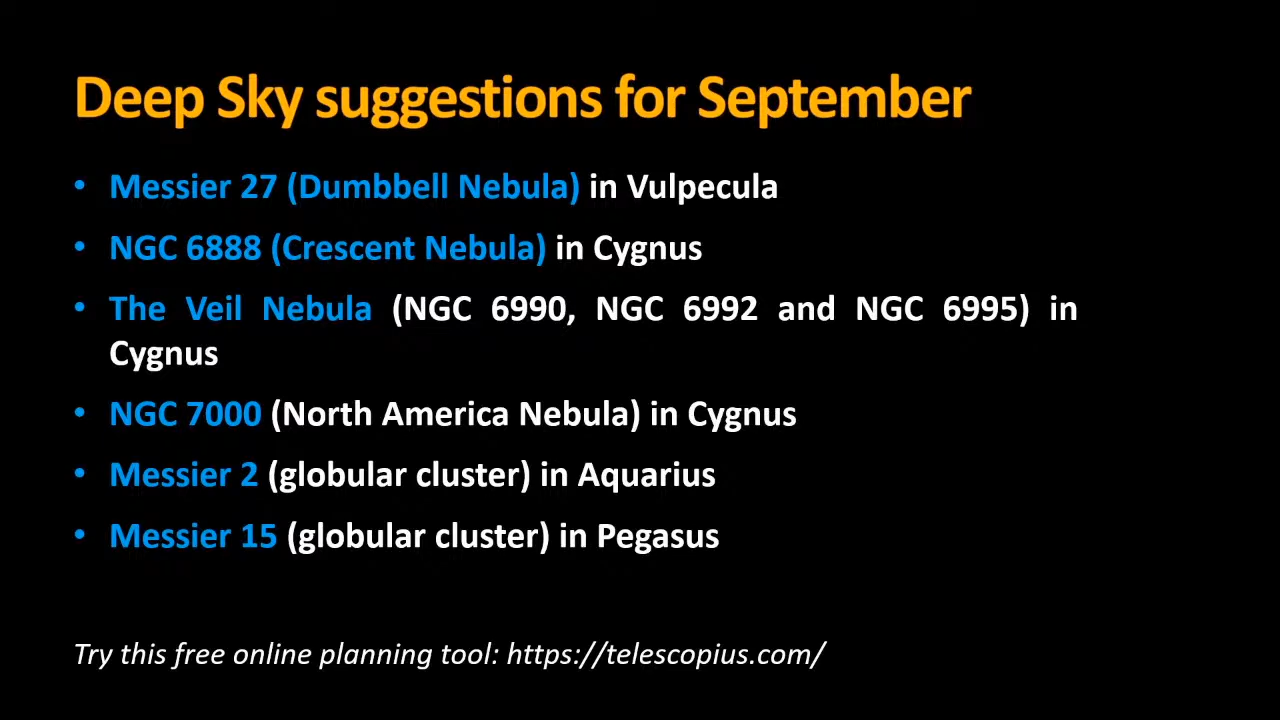 Deep Sky suggestions for September
• Messier 27 (Dumbbell Nebula) in Vulpecula
• NGC 6888 (Crescent Nebula) in Cygnus
• The Veil Nebula (NGC 6990, NGC 6992 and NGC 6995) in
Cygnus
• NGC 7000 (North America Nebula) in Cygnus
• Messier 2 (globular cluster) in Aquarius
• Messier 15 (globular cluster) in Pegasus
Try this free online planning tool: https://telescopius.com/